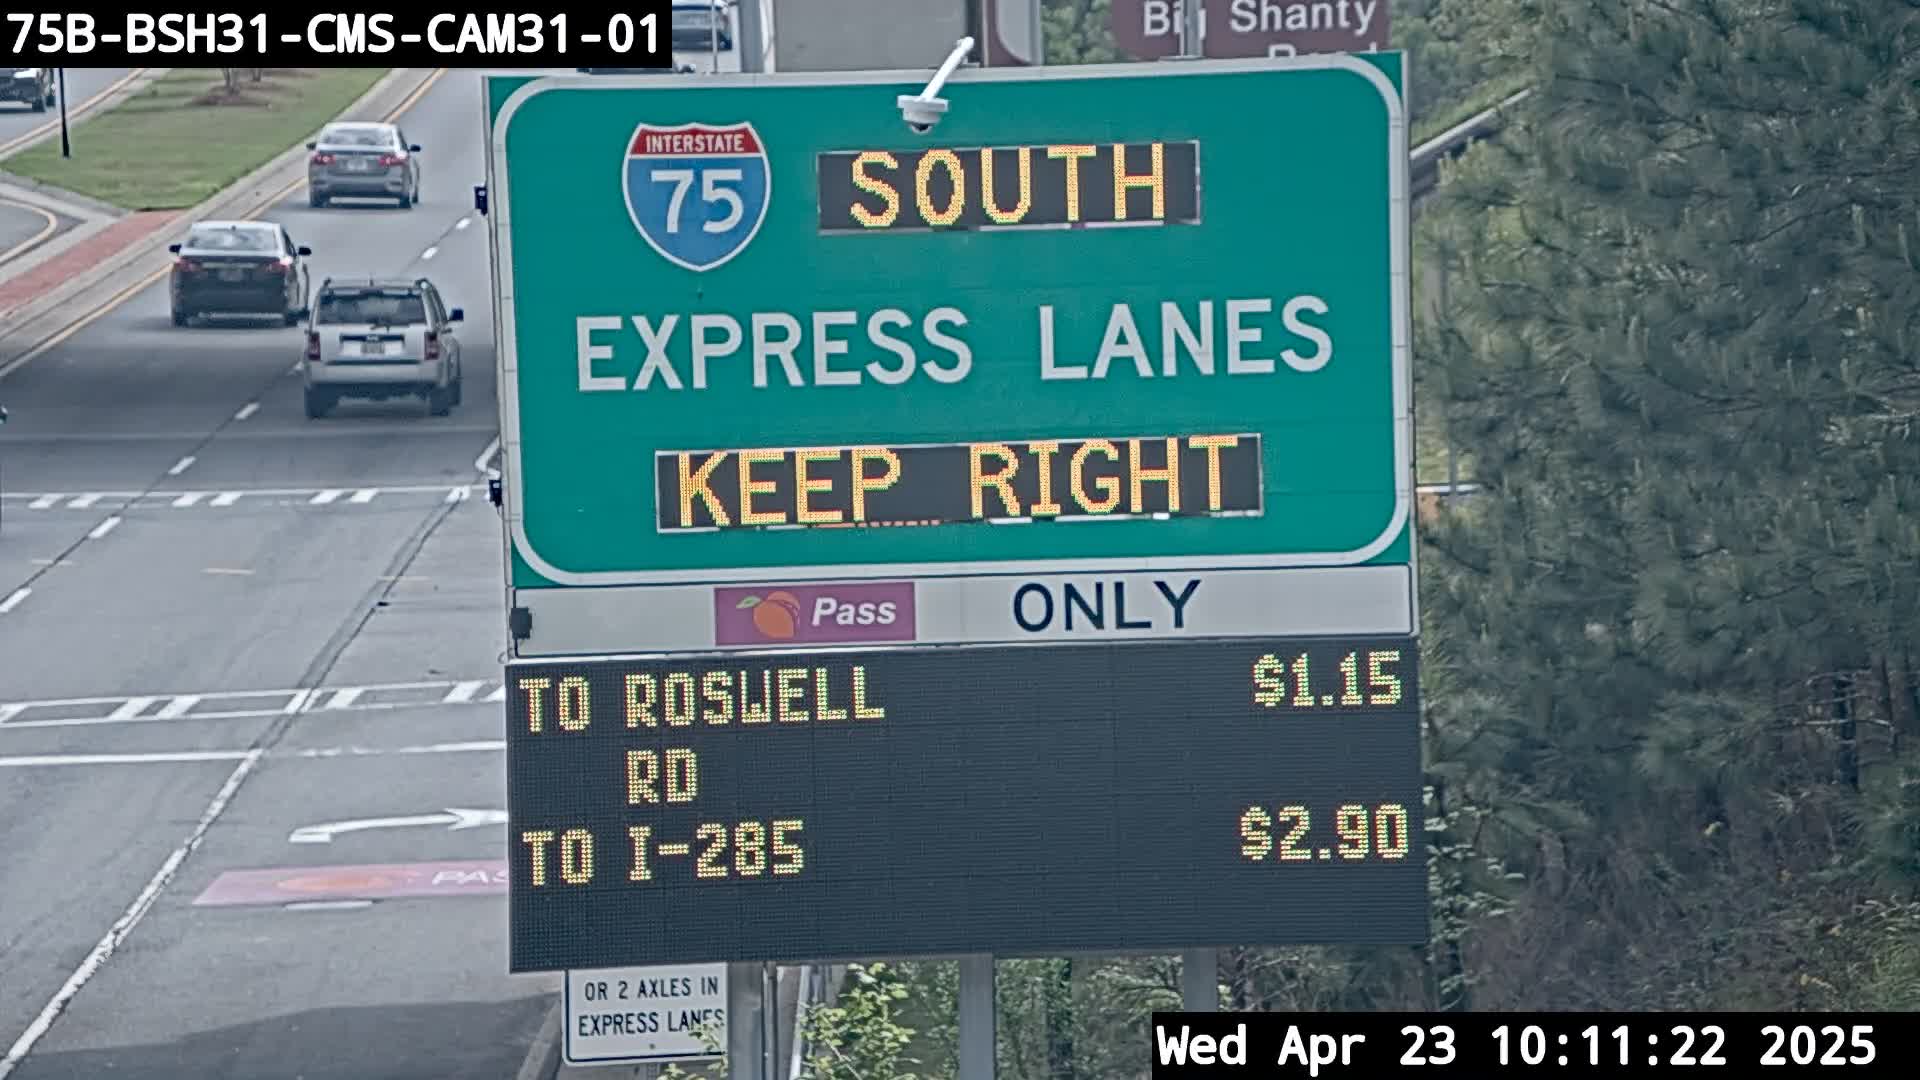 75B-BSH31-CMS-CAM31-01
Big Shanty
Road
INTERSTATE
75
SOUTH
EXPRESS LANES
KEEP RIGHT
Pass ONLY
TO ROSWELL $1.15
RD
TO I-285 $2.90
PAS
OR 2 AXLES IN
EXPRESS LANES
Wed Apr 23 10:11:22 2025